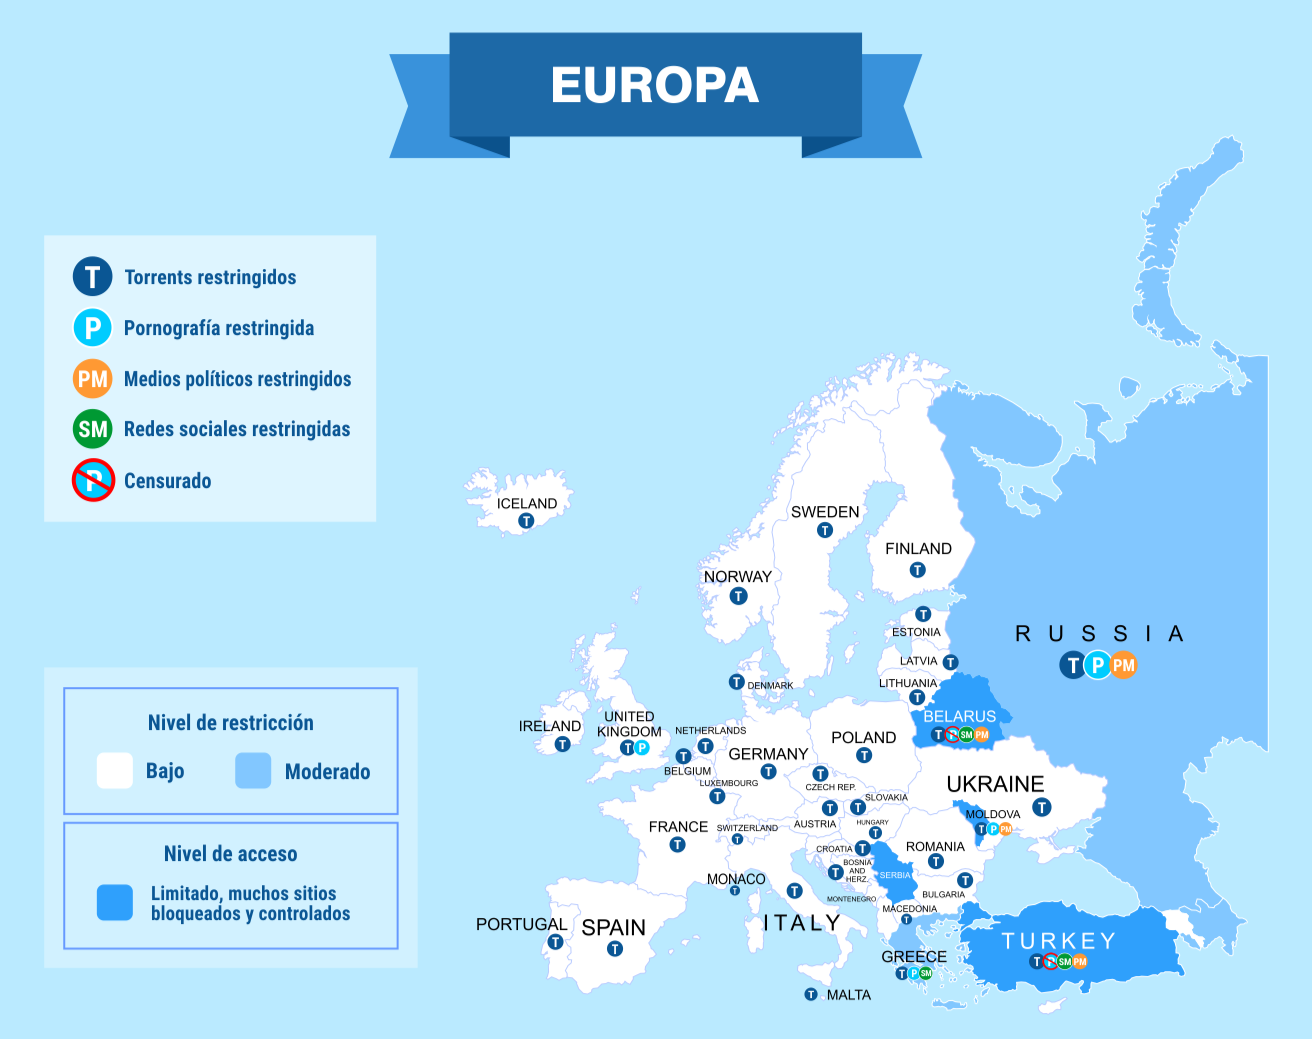 EUROPA
T Torrents restringidos
P Pornografía restringida
PM Medios políticos restringidos
SM Redes sociales restringidas
P Censurado
Nivel de restricción
Bajo
Moderado
Nivel de acceso
Limitado, muchos sitios
bloqueados y controlados
ICELAND
T
SWEDEN
T
FINLAND
T
NORWAY
T
T
ESTONIA
RUSSIA
T P PM
LATVIA T
LITHUANIA
T
T DENMARK
BELARUS
T P SM PM
IRELAND
T
UNITED
KINGDOM
T P
NETHERLANDS
T
T
BELGIUM
GERMANY
T
POLAND
T
LUXEMBOURG
T
T
CZECH REP.
UKRAINE
T
SLOVAKIA
T
T
AUSTRIA
MOLDOVA
T P PM
FRANCE
T
SWITZERLAND
T
HUNGARY
T
CROATIA T
ROMANIA
T
BOSNIA
AND
HERZ.
T
SERBIA
T
BULGARIA
MONACO
T
MONTENEGRO
MACEDONIA
T
PORTUGAL
T
SPAIN
T
T
ITALY
TURKEY
T P SM PM
GREECE
T P SM
T MALTA